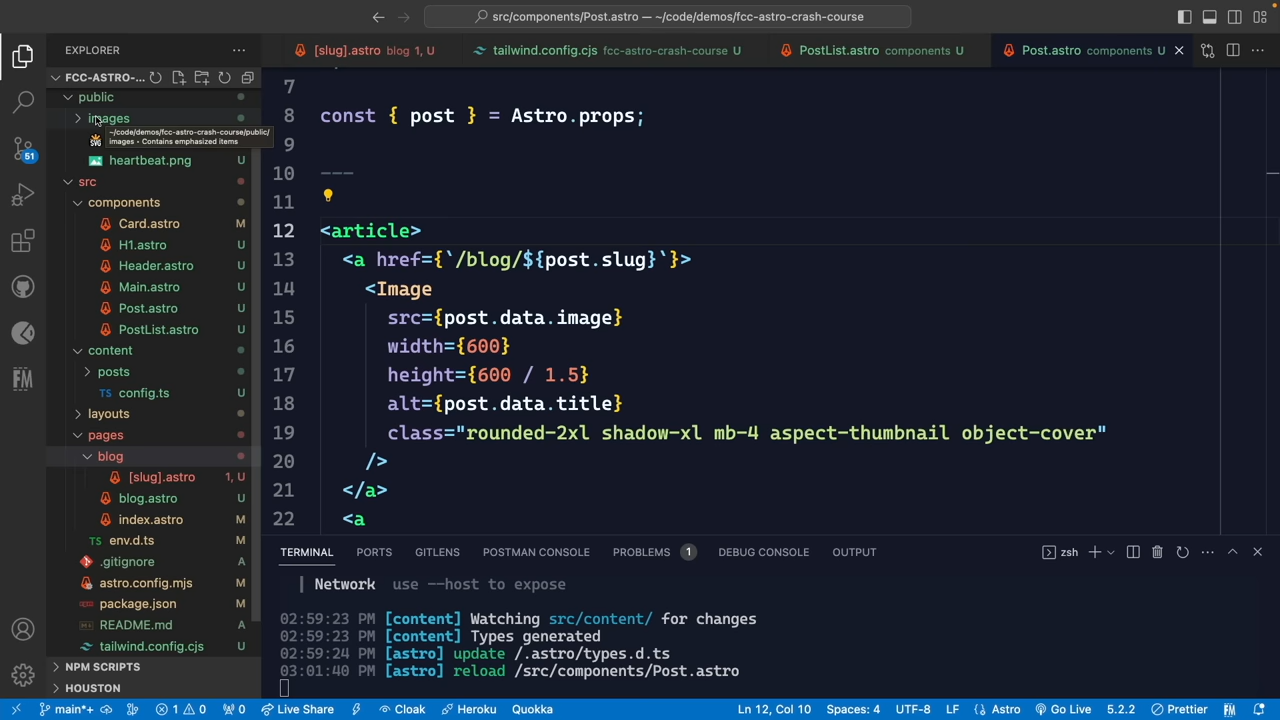 src/components/Post.astro — ~/code/demos/fcc-astro-crash-course
EXPLORER
[slug].astro blog 1, U
tailwind.config.cjs fcc-astro-crash-course U
PostList.astro components U
Post.astro components U
FCC-ASTRO-...
public
images
~/code/demos/fcc-astro-crash-course/public/
images • Contains emphasized items
SVG
heartbeat.png U
src
components
Card.astro M
H1.astro U
Header.astro U
Main.astro U
Post.astro U
PostList.astro U
content
posts
TS config.ts U
layouts
pages
blog
[slug].astro 1, U
blog.astro U
index.astro M
TS env.d.ts M
.gitignore A
astro.config.mjs M
package.json M
README.md A
tailwind.config.cjs U
NPM SCRIPTS
HOUSTON
51
FM
7
8 const { post } = Astro.props;
9
10 ---
11
12 <article>
13 <a href={`/blog/${post.slug}`}>
14 <Image
15 src={post.data.image}
16 width={600}
17 height={600 / 1.5}
18 alt={post.data.title}
19 class="rounded-2xl shadow-xl mb-4 aspect-thumbnail object-cover"
20 />
21 </a>
22 <a
TERMINAL PORTS GITLENS POSTMAN CONSOLE PROBLEMS 1 DEBUG CONSOLE OUTPUT zsh
┃ Network use --host to expose
02:59:23 PM [content] Watching src/content/ for changes
02:59:23 PM [content] Types generated
02:59:24 PM [astro] update /.astro/types.d.ts
03:01:40 PM [astro] reload /src/components/Post.astro
main*+ 1 0 0 Live Share Cloak Heroku Quokka Ln 12, Col 10 Spaces: 4 UTF-8 LF Astro Go Live 5.2.2 Prettier FM